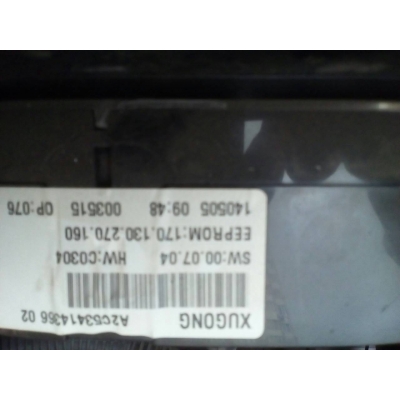 XUGONG A2C53414366 02
SW:00.07.04 HW:C0304
EEPROM:170.130.270.160
140505 09:48 003515 OP:076